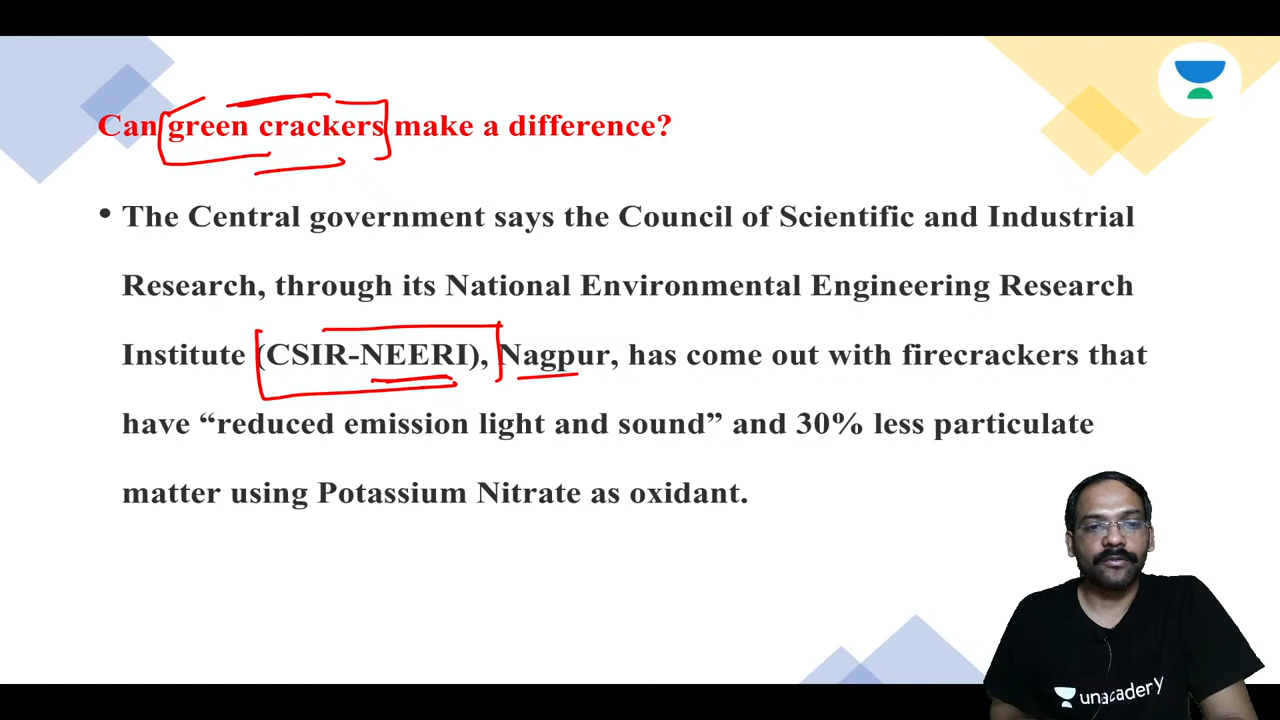 Can green crackers make a difference?
• The Central government says the Council of Scientific and Industrial
Research, through its National Environmental Engineering Research
Institute (CSIR-NEERI), Nagpur, has come out with firecrackers that
have “reduced emission light and sound” and 30% less particulate
matter using Potassium Nitrate as oxidant.
unacademy